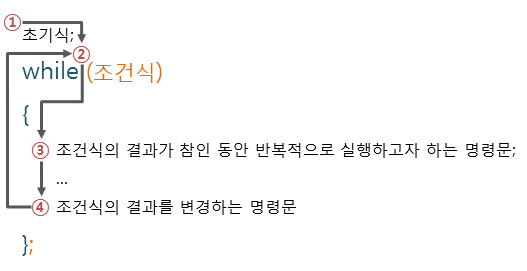 ①
초기식;
②
while (조건식)
{
③ 조건식의 결과가 참인 동안 반복적으로 실행하고자 하는 명령문;
...
④ 조건식의 결과를 변경하는 명령문
};